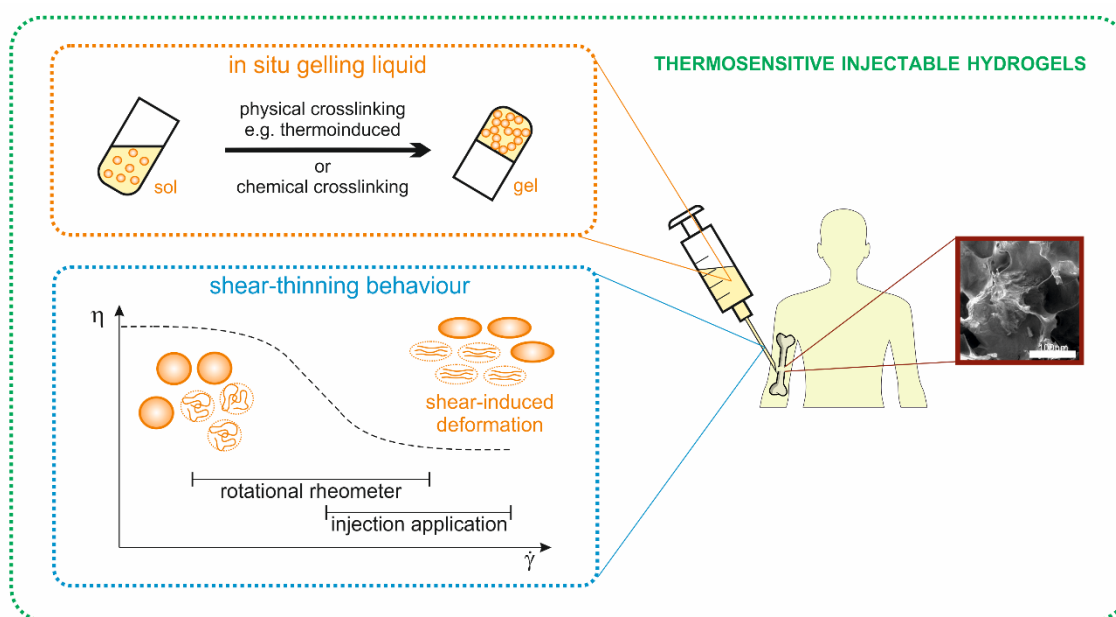 THERMOSENSITIVE INJECTABLE HYDROGELS
in situ gelling liquid
physical crosslinking
e.g. thermoinduced
or
chemical crosslinking
sol
gel
shear-thinning behaviour
η
shear-induced
deformation
rotational rheometer
injection application
γ̇